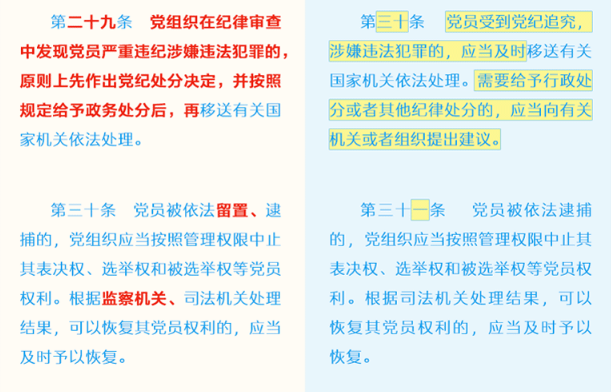 第二十九条　党组织在纪律审查
中发现党员严重违纪涉嫌违法犯罪的，
原则上先作出党纪处分决定，并按照
规定给予政务处分后，再移送有关国
家机关依法处理。
第三十条　党员被依法留置、逮
捕的，党组织应当按照管理权限中止
其表决权、选举权和被选举权等党员
权利。根据监察机关、司法机关处理
结果，可以恢复其党员权利的，应当
及时予以恢复。
第三十条　党员受到党纪追究，
涉嫌违法犯罪的，应当及时移送有关
国家机关依法处理。需要给予行政处
分或者其他纪律处分的，应当向有关
机关或者组织提出建议。
第三十一条　党员被依法逮捕
的，党组织应当按照管理权限中止其
表决权、选举权和被选举权等党员权
利。根据司法机关处理结果，可以
恢复其党员权利的，应当及时予以
恢复。